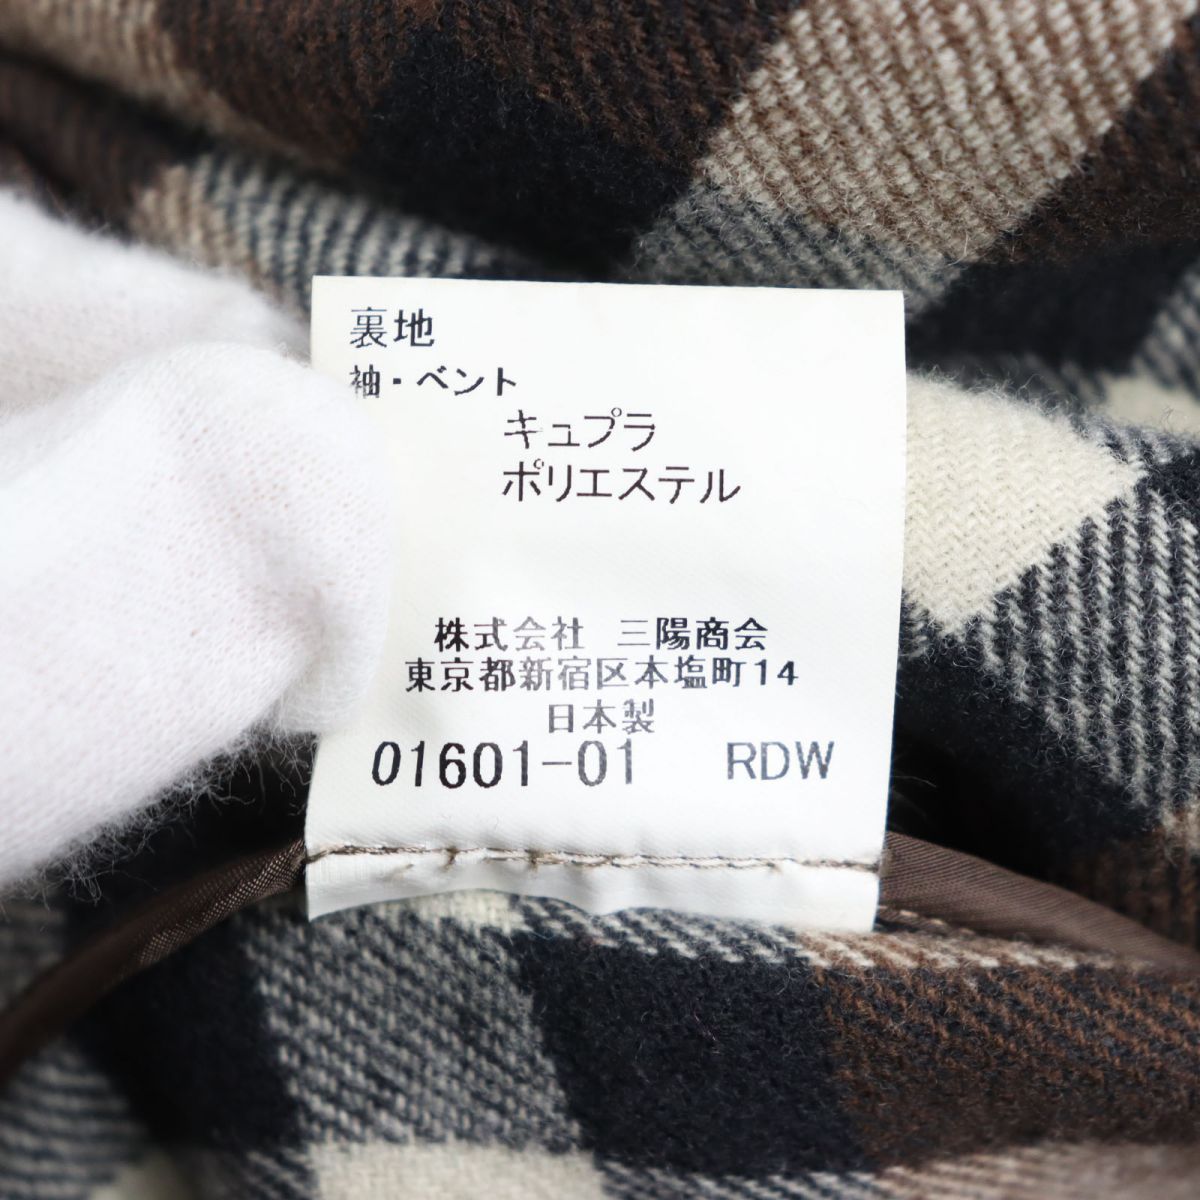 裏地
袖・ベント
キュプラ
ポリエステル
株式会社 三陽商会
東京都新宿区本塩町14
日本製
01601-01 RDW